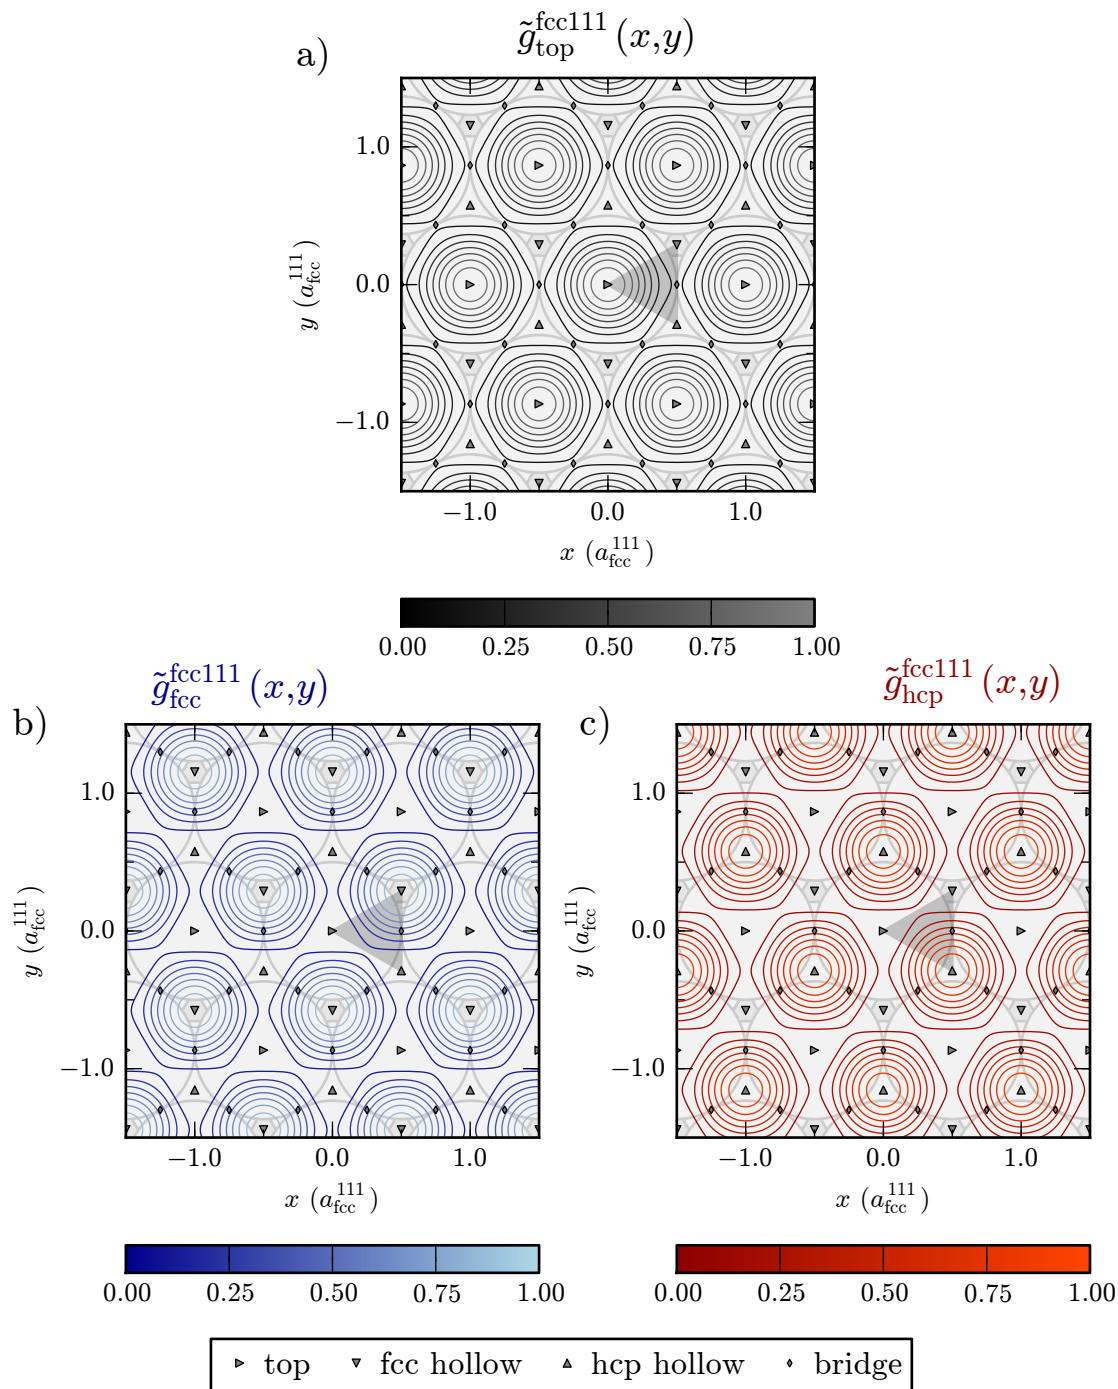 a) g̃_top^fcc111 (x,y)
1.0
0.0
−1.0
y (a_fcc^111)
−1.0 0.0 1.0
x (a_fcc^111)
0.00 0.25 0.50 0.75 1.00
b) g̃_fcc^fcc111 (x,y)
1.0
0.0
−1.0
y (a_fcc^111)
−1.0 0.0 1.0
x (a_fcc^111)
0.00 0.25 0.50 0.75 1.00
c) g̃_hcp^fcc111 (x,y)
1.0
0.0
−1.0
y (a_fcc^111)
−1.0 0.0 1.0
x (a_fcc^111)
0.00 0.25 0.50 0.75 1.00
top fcc hollow hcp hollow bridge